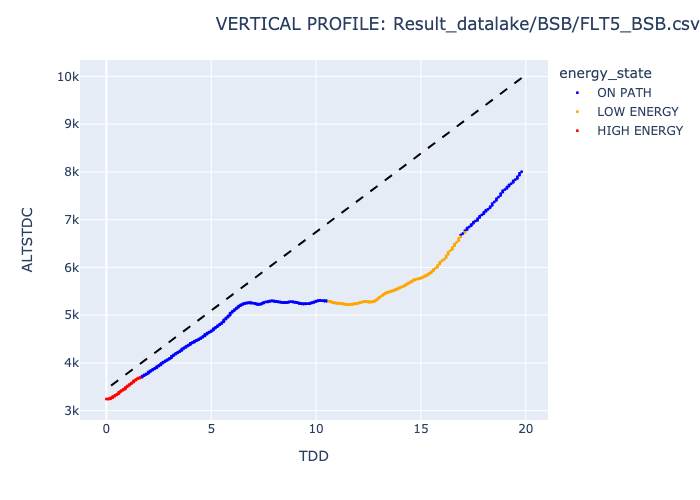 VERTICAL PROFILE: Result_datalake/BSB/FLT5_BSB.csv
energy_state
ON PATH
LOW ENERGY
HIGH ENERGY
ALTSTDC
10k
9k
8k
7k
6k
5k
4k
3k
0 5 10 15 20
TDD